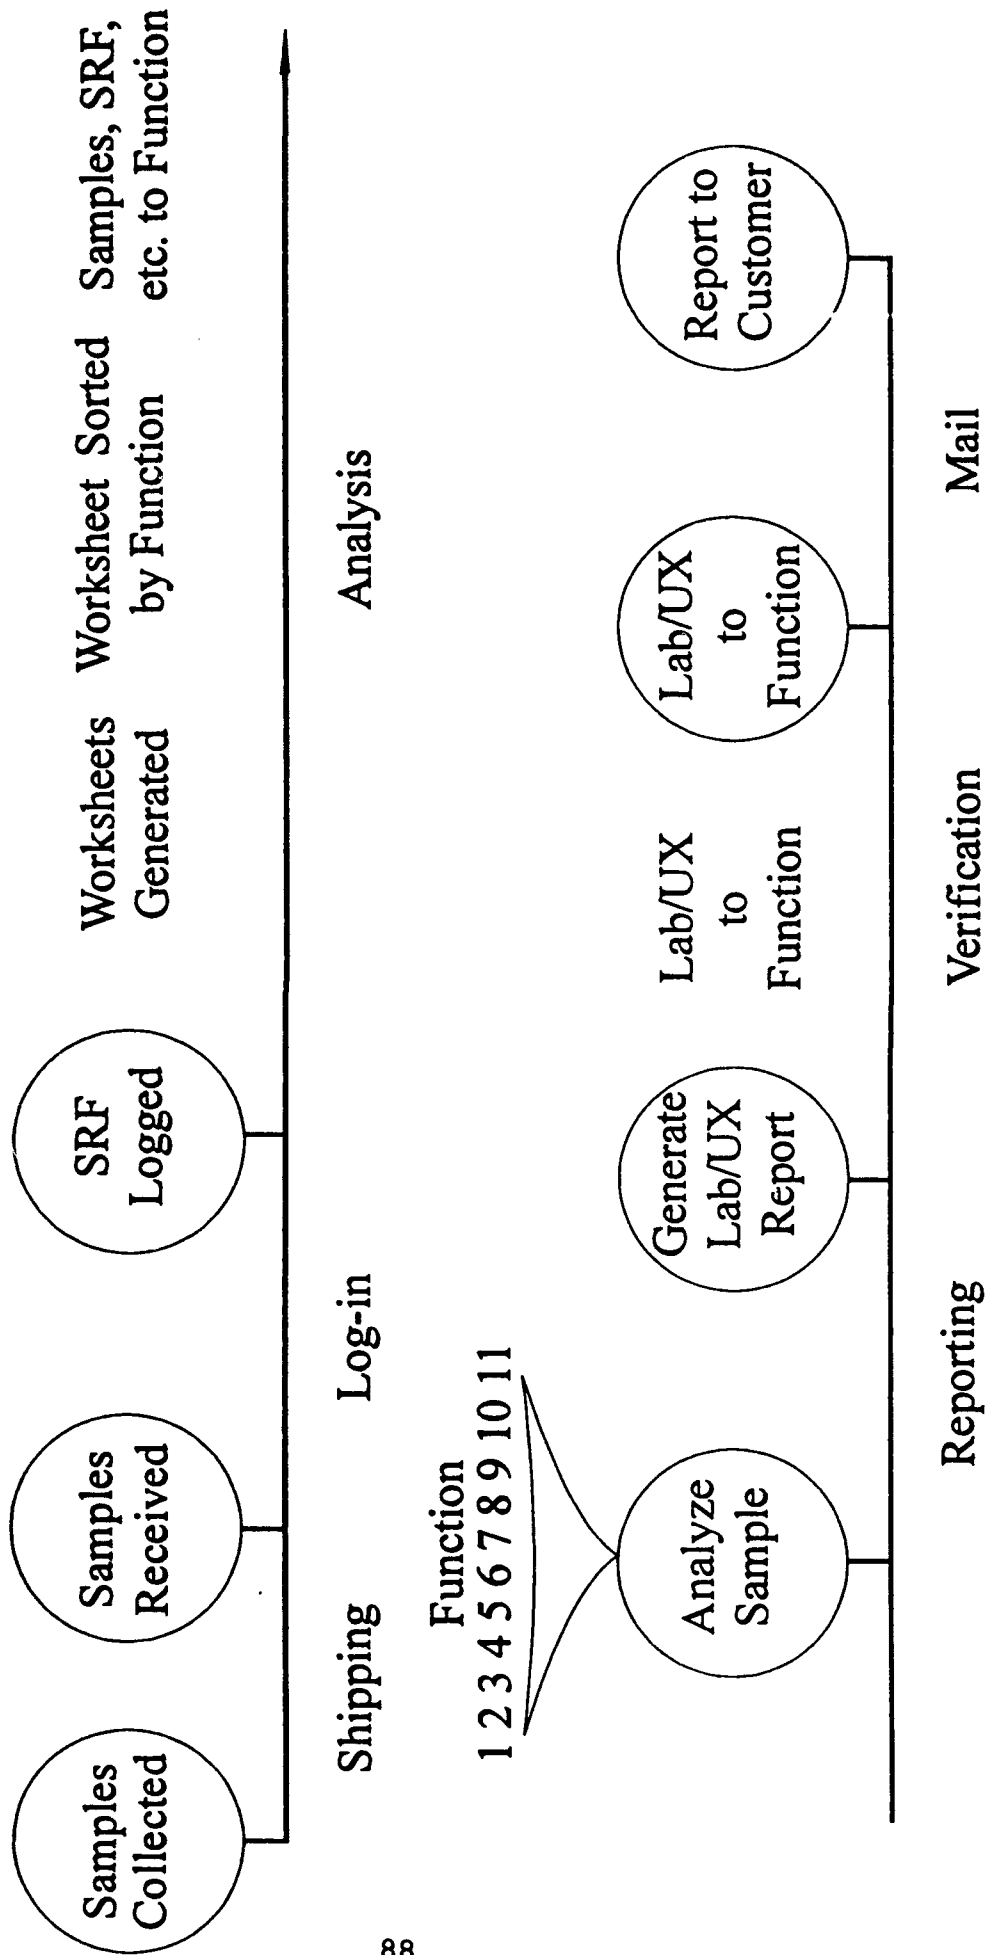 Samples
Collected
Samples
Received
SRF
Logged
Worksheets
Generated
Worksheet Sorted
by Function
Samples, SRF,
etc. to Function
Shipping
Log-in
Analysis
Function
1 2 3 4 5 6 7 8 9 10 11
Analyze
Sample
Generate
Lab/UX
Report
Lab/UX
to
Function
Lab/UX
to
Function
Report to
Customer
Reporting
Verification
Mail
88